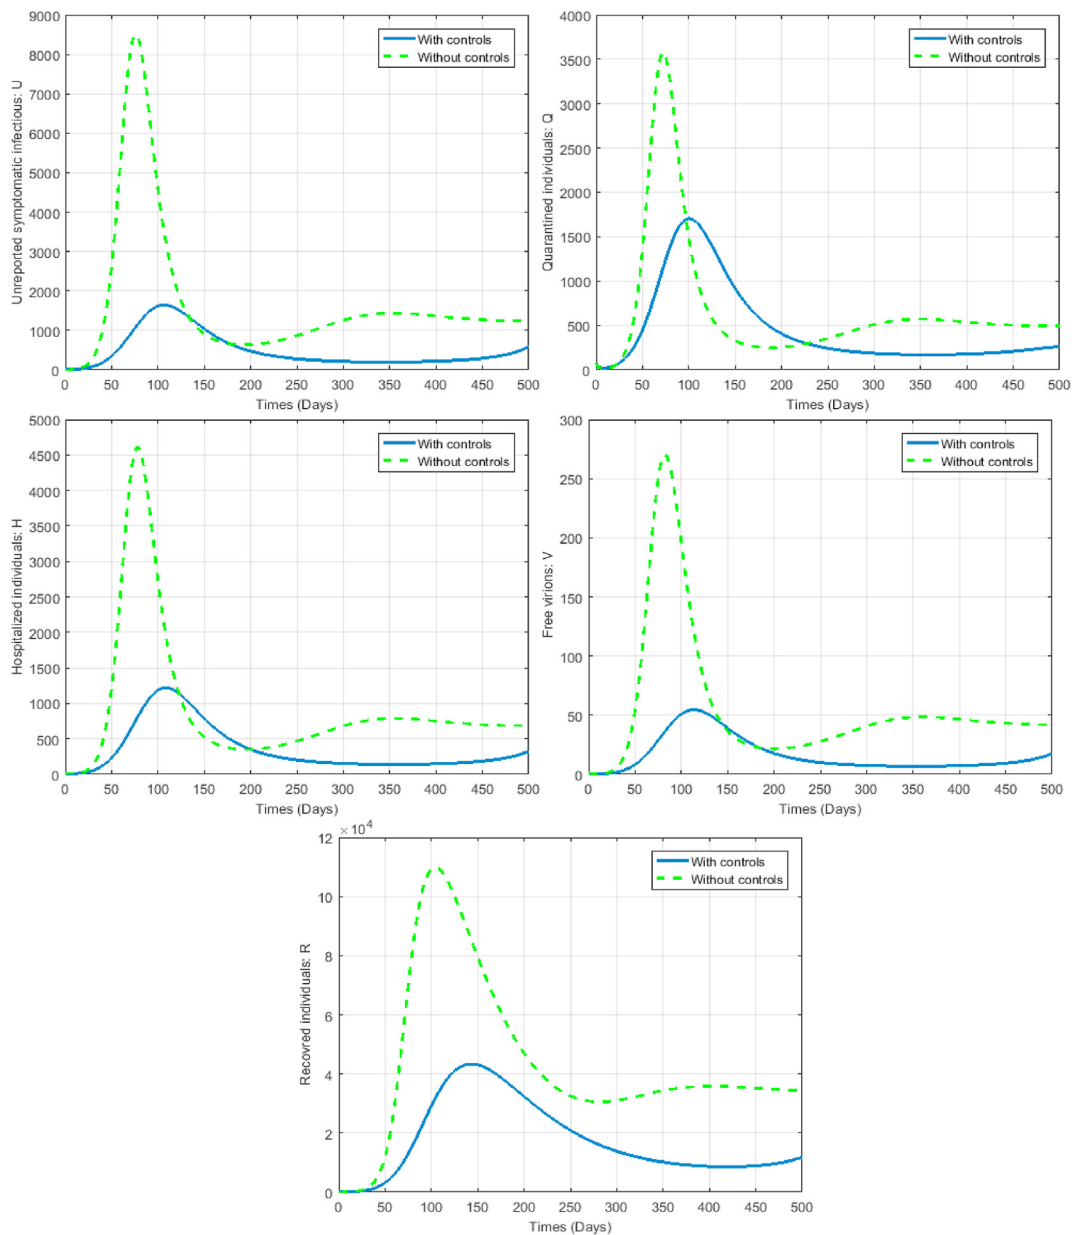 9000
8000
7000
6000
5000
4000
3000
2000
1000
0
Unreported symptomatic infectious: U
With controls
Without controls
0 50 100 150 200 250 300 350 400 450 500
Times (Days)
4000
3500
3000
2500
2000
1500
1000
500
0
Quarantined individuals: Q
With controls
Without controls
0 50 100 150 200 250 300 350 400 450 500
Times (Days)
5000
4500
4000
3500
3000
2500
2000
1500
1000
500
0
Hospitalized individuals: H
With controls
Without controls
0 50 100 150 200 250 300 350 400 450 500
Times (Days)
300
250
200
150
100
50
0
Free virions: V
With controls
Without controls
0 50 100 150 200 250 300 350 400 450 500
Times (Days)
×10⁴
12
10
8
6
4
2
0
Recovred individuals: R
With controls
Without controls
0 50 100 150 200 250 300 350 400 450 500
Times (Days)